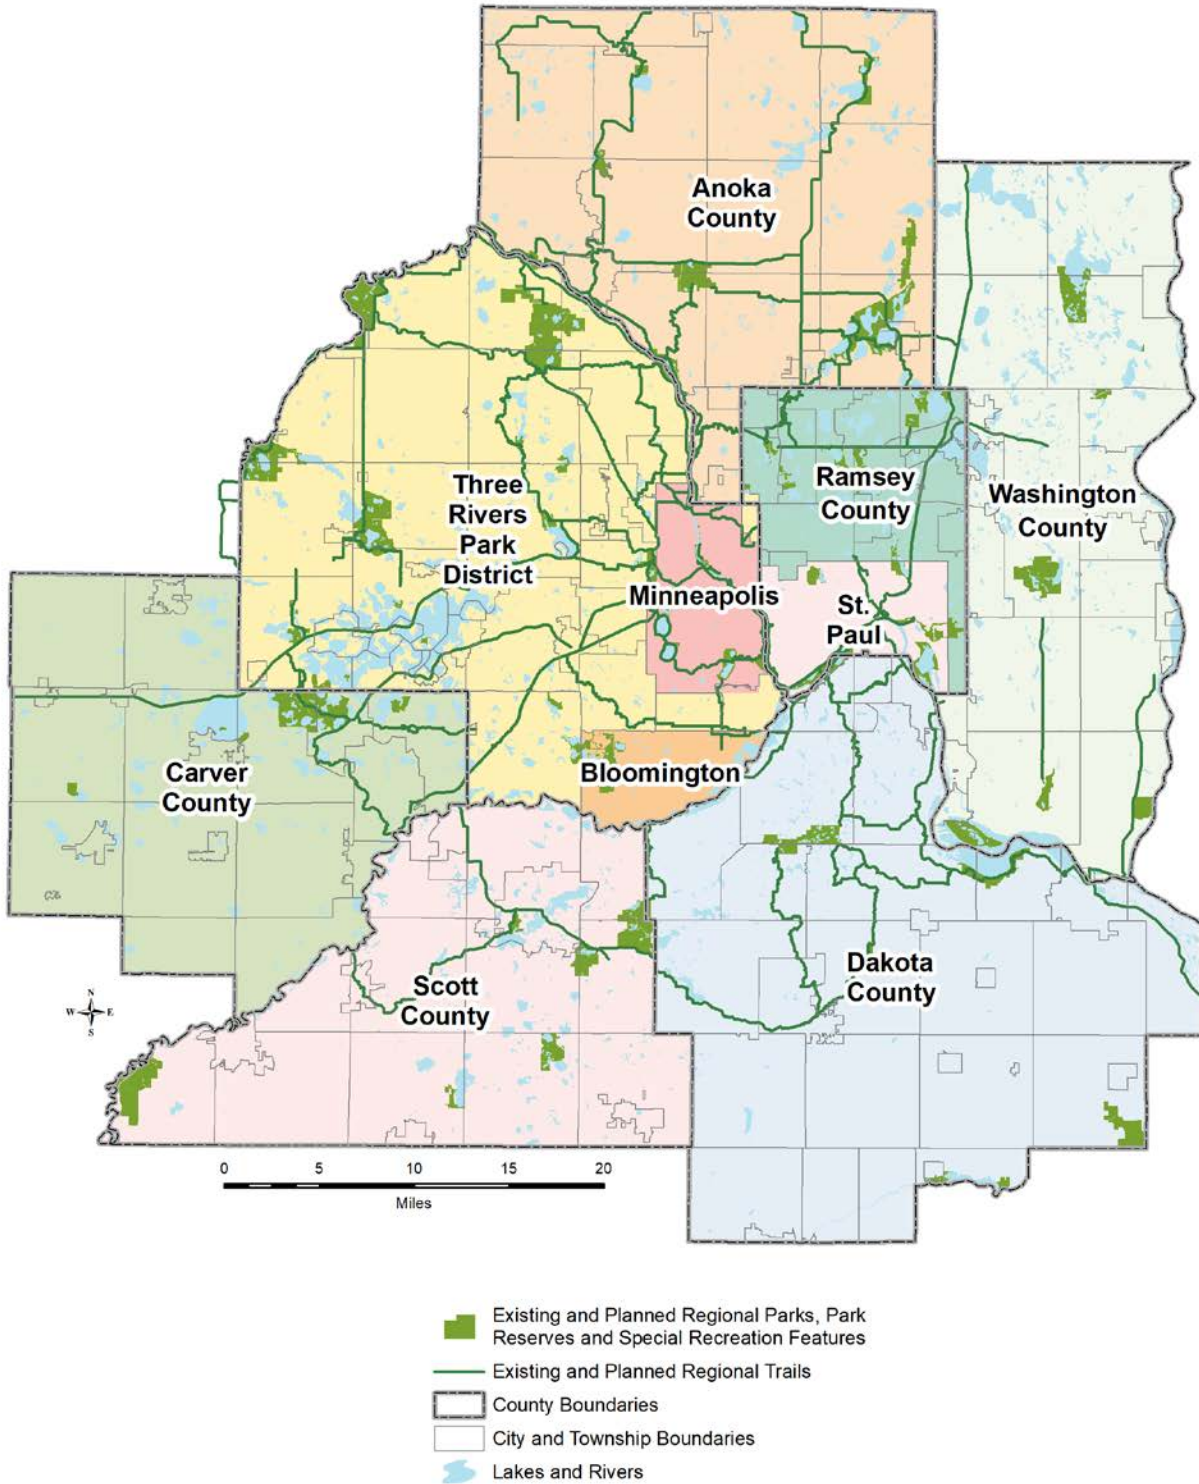 Anoka
County
Three
Rivers
Park
District
Ramsey
County
Washington
County
Minneapolis
St.
Paul
Carver
County
Bloomington
Scott
County
Dakota
County
N
W E
S
0 5 10 15 20
Miles
Existing and Planned Regional Parks, Park
Reserves and Special Recreation Features
Existing and Planned Regional Trails
County Boundaries
City and Township Boundaries
Lakes and Rivers